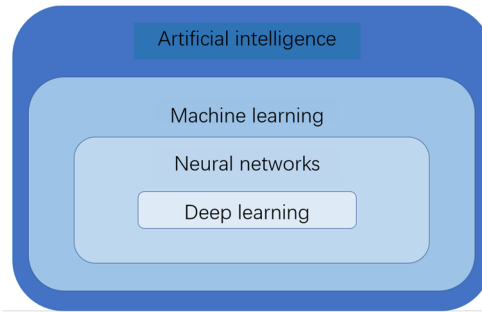 Artificial intelligence
Machine learning
Neural networks
Deep learning